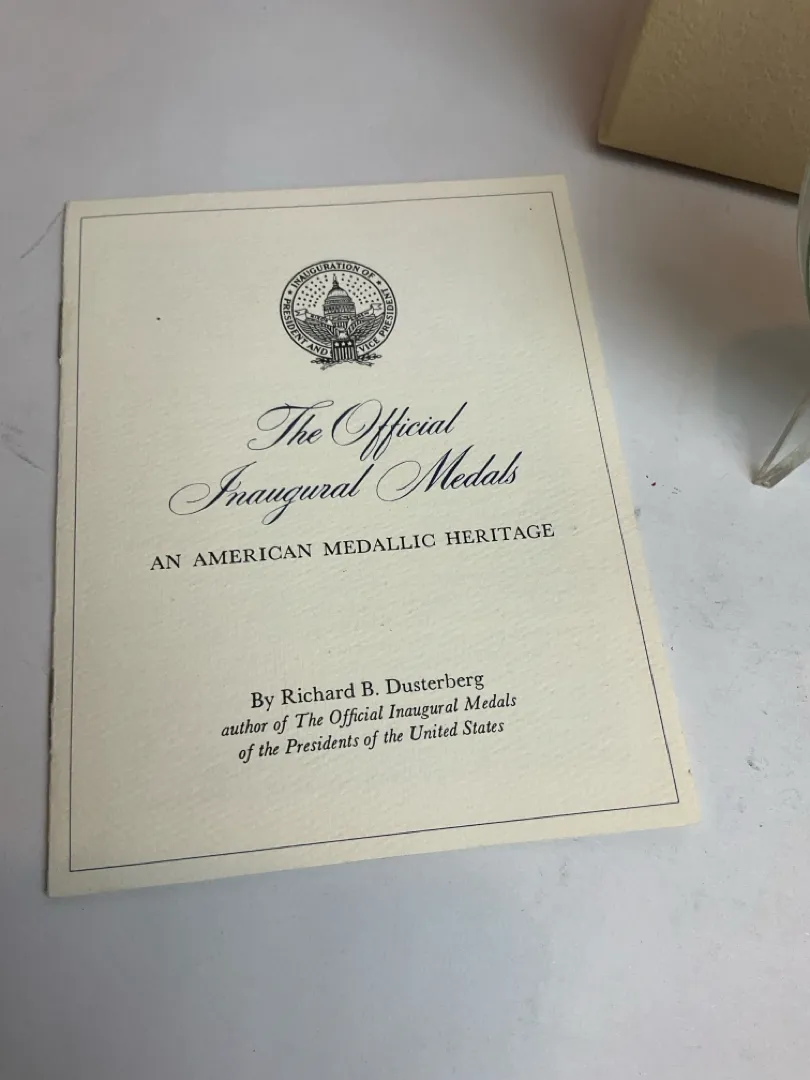 INAUGURATION OF
PRESIDENT AND VICE PRESIDENT
The Official
Inaugural Medals
AN AMERICAN MEDALLIC HERITAGE
By Richard B. Dusterberg
author of The Official Inaugural Medals
of the Presidents of the United States